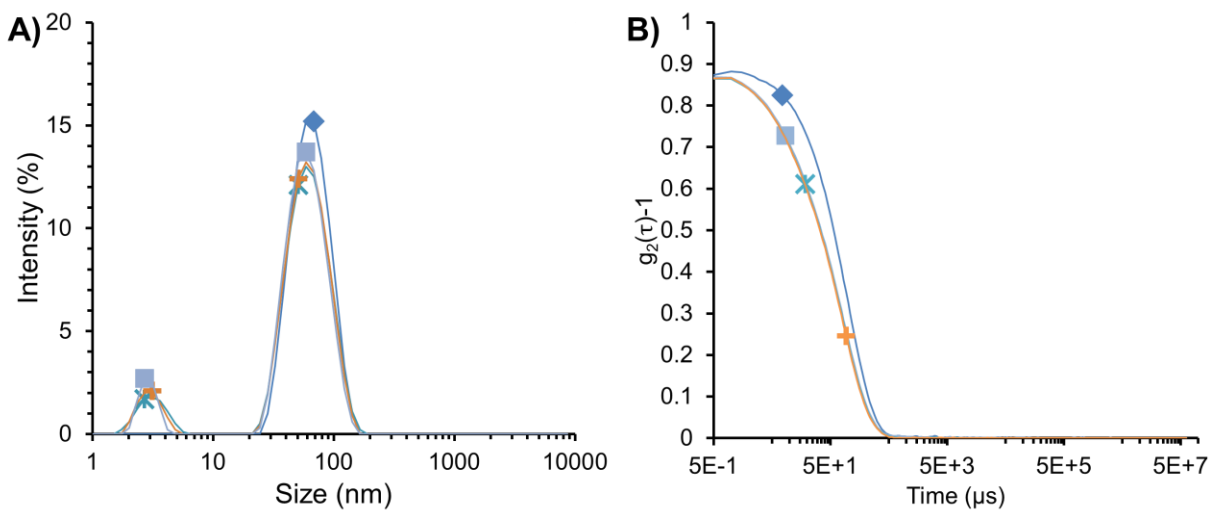 A)
20
15
10
5
0
Intensity (%)
1 10 100 1000 10000
Size (nm)
B)
1
0.9
0.8
0.7
0.6
0.5
0.4
0.3
0.2
0.1
0
g₂(τ)-1
5E-1 5E+1 5E+3 5E+5 5E+7
Time (µs)